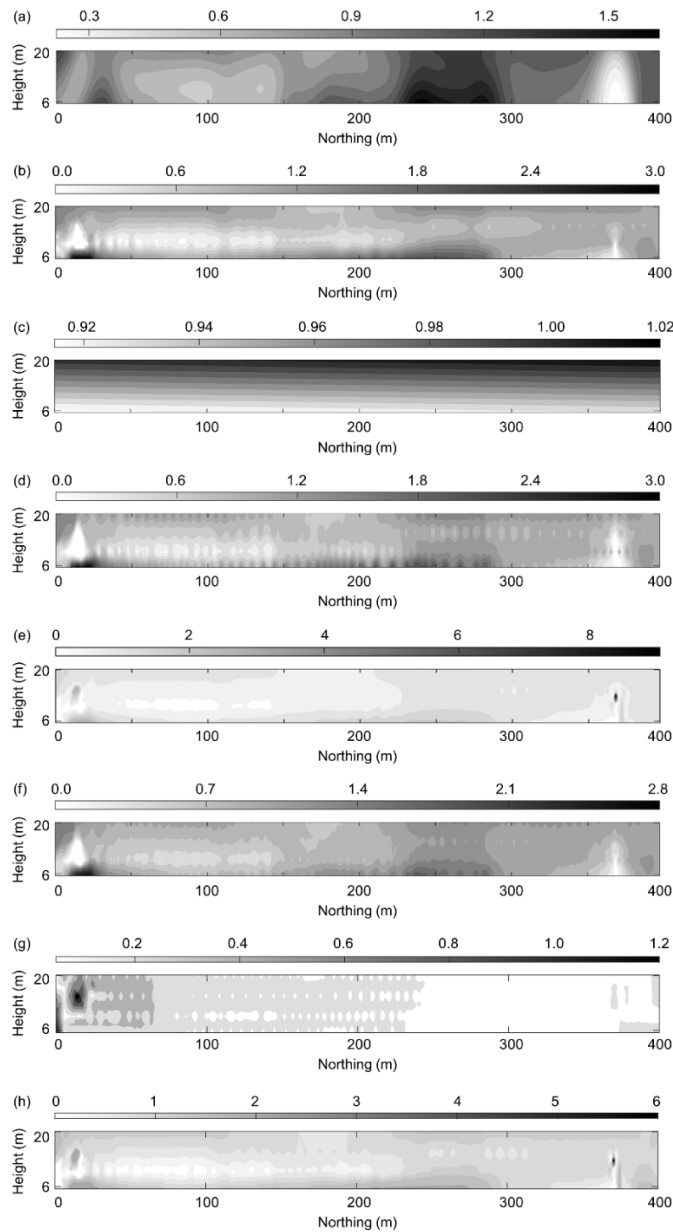 (a) 0.3 0.6 0.9 1.2 1.5
Height (m)
20
6
0 100 200 300 400
Northing (m)
(b) 0.0 0.6 1.2 1.8 2.4 3.0
Height (m)
20
6
0 100 200 300 400
Northing (m)
(c) 0.92 0.94 0.96 0.98 1.00 1.02
Height (m)
20
6
0 100 200 300 400
Northing (m)
(d) 0.0 0.6 1.2 1.8 2.4 3.0
Height (m)
20
6
0 100 200 300 400
Northing (m)
(e) 0 2 4 6 8
Height (m)
20
6
0 100 200 300 400
Northing (m)
(f) 0.0 0.7 1.4 2.1 2.8
Height (m)
20
6
0 100 200 300 400
Northing (m)
(g) 0.2 0.4 0.6 0.8 1.0 1.2
Height (m)
20
6
0 100 200 300 400
Northing (m)
(h) 0 1 2 3 4 5 6
Height (m)
20
6
0 100 200 300 400
Northing (m)